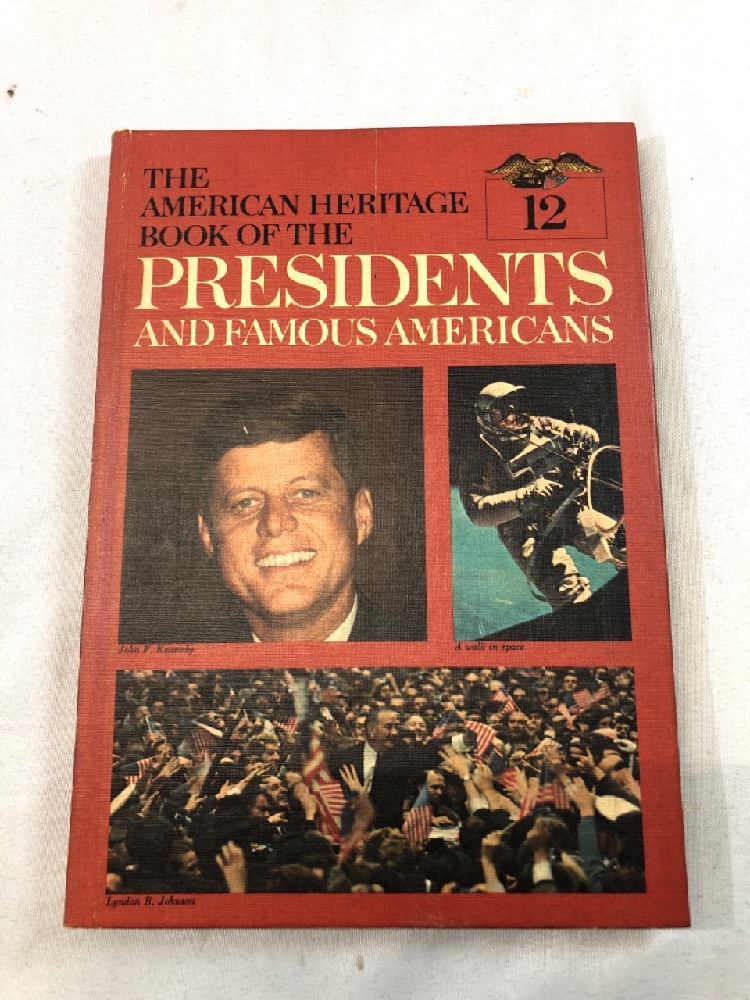 THE
AMERICAN HERITAGE
BOOK OF THE
PRESIDENTS
AND FAMOUS AMERICANS
12
John F. Kennedy
A walk in space
Lyndon B. Johnson